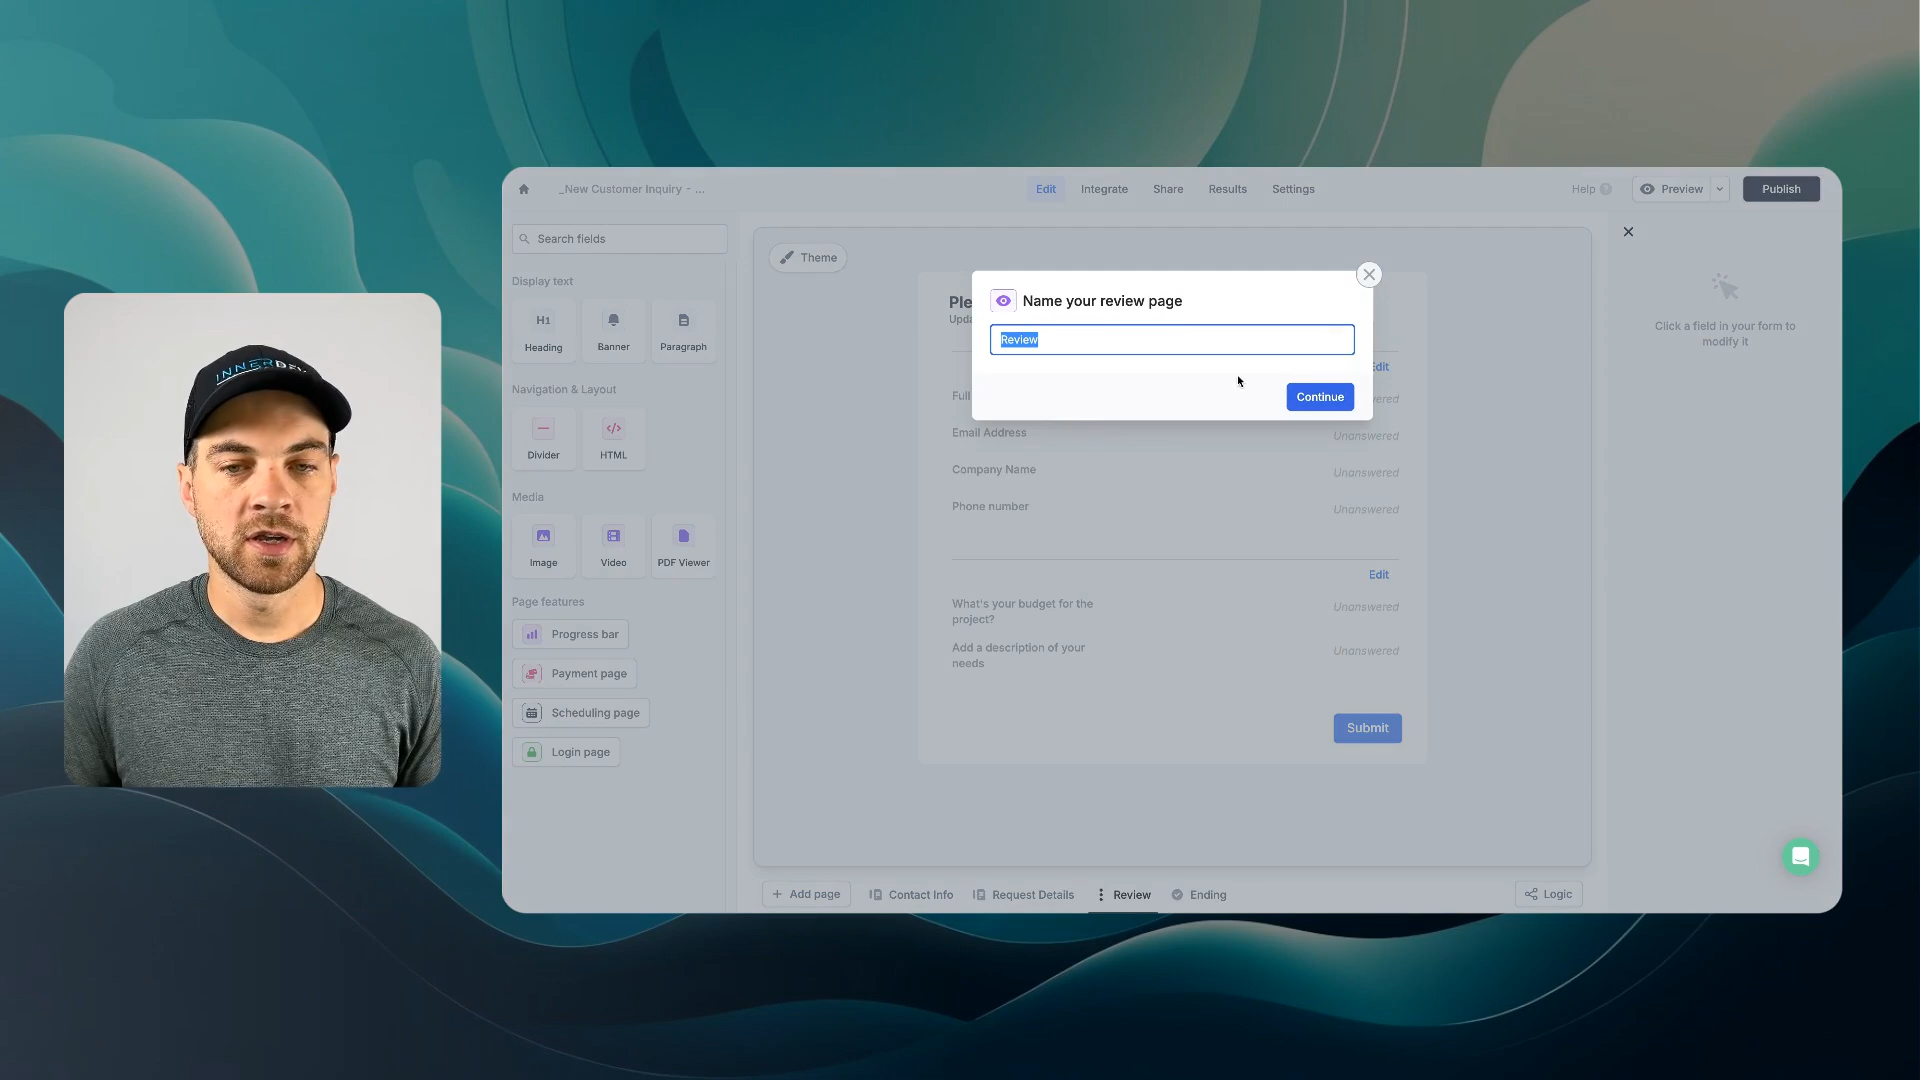 INNERDEV
_New Customer Inquiry - ...
Edit
Integrate
Share
Results
Settings
Help
Preview
Publish
Search fields
Display text
H1
Heading
Banner
Paragraph
Navigation & Layout
Divider
HTML
Media
Image
Video
PDF Viewer
Page features
Progress bar
Payment page
Scheduling page
Login page
Theme
Name your review page
Review
Continue
Edit
Email Address
Unanswered
Company Name
Unanswered
Phone number
Unanswered
Edit
What's your budget for the
project?
Unanswered
Add a description of your
needs
Unanswered
Submit
Click a field in your form to
modify it
Add page
Contact Info
Request Details
Review
Ending
Logic